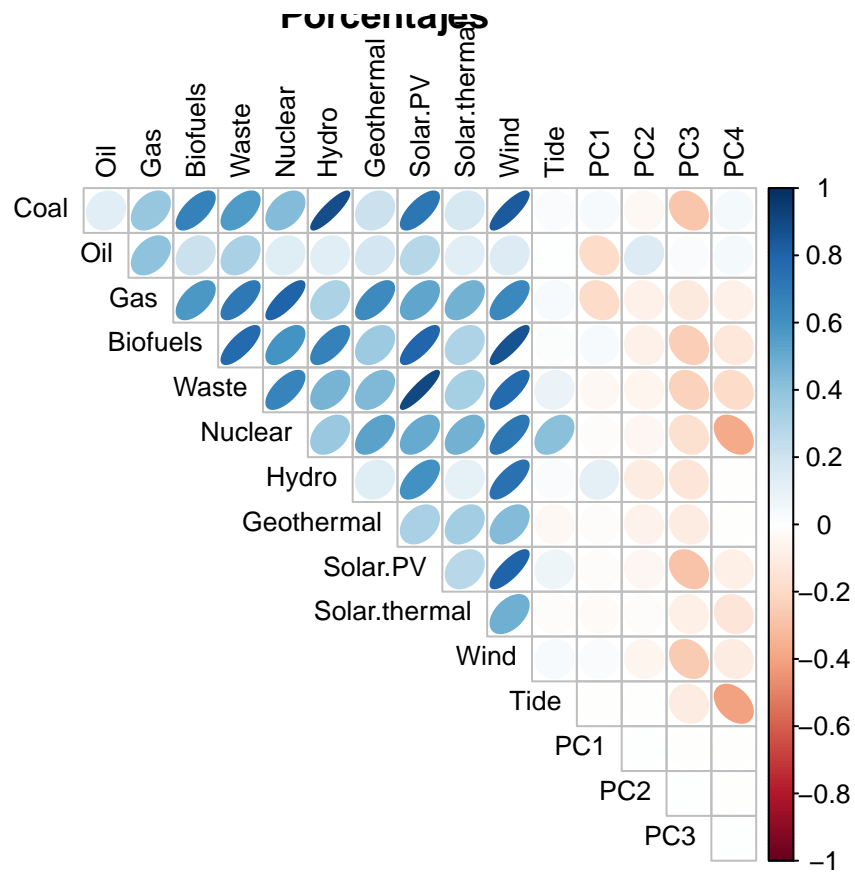 Porcentajes
Oil
Gas
Biofuels
Waste
Nuclear
Hydro
Geothermal
Solar.PV
Solar.thermal
Wind
Tide
PC1
PC2
PC3
PC4
Coal
Oil
Gas
Biofuels
Waste
Nuclear
Hydro
Geothermal
Solar.PV
Solar.thermal
Wind
Tide
PC1
PC2
PC3
1
0.8
0.6
0.4
0.2
0
−0.2
−0.4
−0.6
−0.8
−1